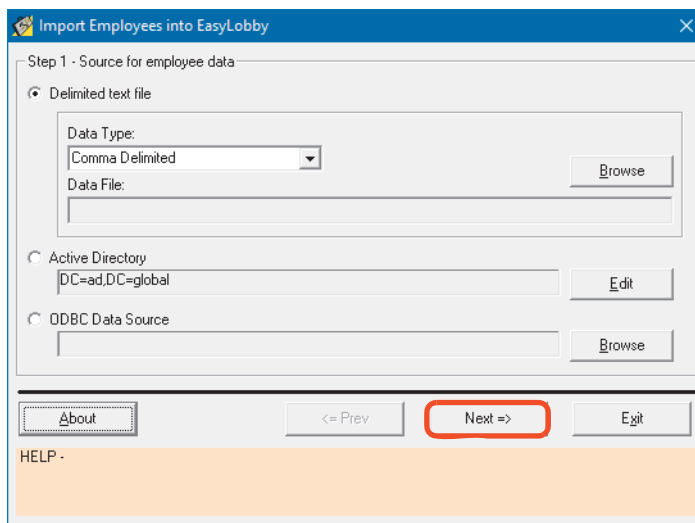 Import Employees into EasyLobby
Step 1 - Source for employee data
Delimited text file
Data Type:
Comma Delimited
Browse
Data File:
Active Directory
DC=ad,DC=global
Edit
ODBC Data Source
Browse
About <= Prev Next => Exit
HELP -